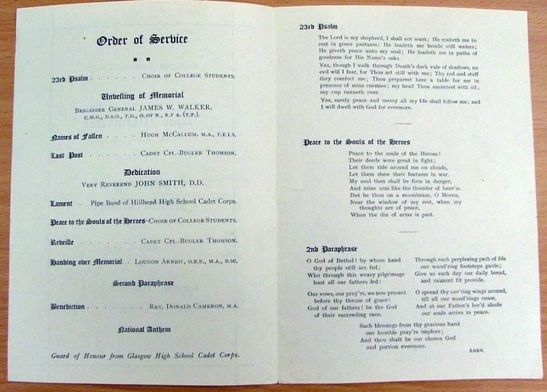 Order of Service
23rd Psalm . . . . . . Choir of College Students.
Unveiling of Memorial
Brigadier General JAMES W. WALKER,
C.M.G., D.S.O., T.D., O. of N., R.F.A. (T.F.).
Names of Fallen . . . Hugh McCallum, M.A., F.E.I.S.
Last Post . . . . . Cadet Cpl.-Bugler Thomson.
Dedication
Very Reverend JOHN SMITH, D.D.
Lament . Pipe Band of Hillhead High School Cadet Corps.
Peace to the Souls of the Heroes—Choir of College Students.
Reveille . . . . . Cadet Cpl.-Bugler Thomson.
Handing over Memorial . Loudon Arneil, O.B.E., M.A., B.Sc.
Second Paraphrase
Benediction . . . . . Rev. Donald Cameron, M.A.
National Anthem
Guard of Honour from Glasgow High School Cadet Corps.
23rd Psalm
The Lord is my shepherd, I shall not want; He maketh me to
rest in green pastures; He leadeth me beside still waters;
He giveth peace unto my soul; He leadeth me in paths of
goodness for His Name's sake.
Yea, though I walk through Death's dark vale of shadows, no
evil will I fear, for Thou art still with me; Thy rod and staff
they comfort me; Thou preparest here a table for me in
presence of mine enemies; my head Thou anointest with oil;
my cup runneth over.
Yea, surely peace and mercy all my life shall follow me; and
I will dwell with God for evermore.
Peace to the Souls of the Heroes
Peace to the souls of the Heroes!
Their deeds were great in fight;
Let them ride around me on clouds,
Let them shew their features in war.
My soul then shall be firm in danger,
And mine arm like the thunder of heav'n.
But be thou on a moonbeam, O Morna,
Near the window of my rest, when my
thoughts are of peace,
When the din of arms is past.
2nd Paraphrase
O God of Bethel! by whose hand
thy people still are fed;
Who through this weary pilgrimage
hast all our fathers led:
Our vows, our pray'rs, we now present
before thy throne of grace:
God of our fathers! be the God
of their succeeding race.
Through each perplexing path of life
our wand'ring footsteps guide;
Give us each day our daily bread,
and raiment fit provide.
O spread thy cov'ring wings around,
till all our wand'rings cease,
And at our Father's lov'd abode
our souls arrive in peace.
Such blessings from thy gracious hand
our humble pray'rs implore;
And thou shalt be our chosen God
and portion evermore.
Amen.